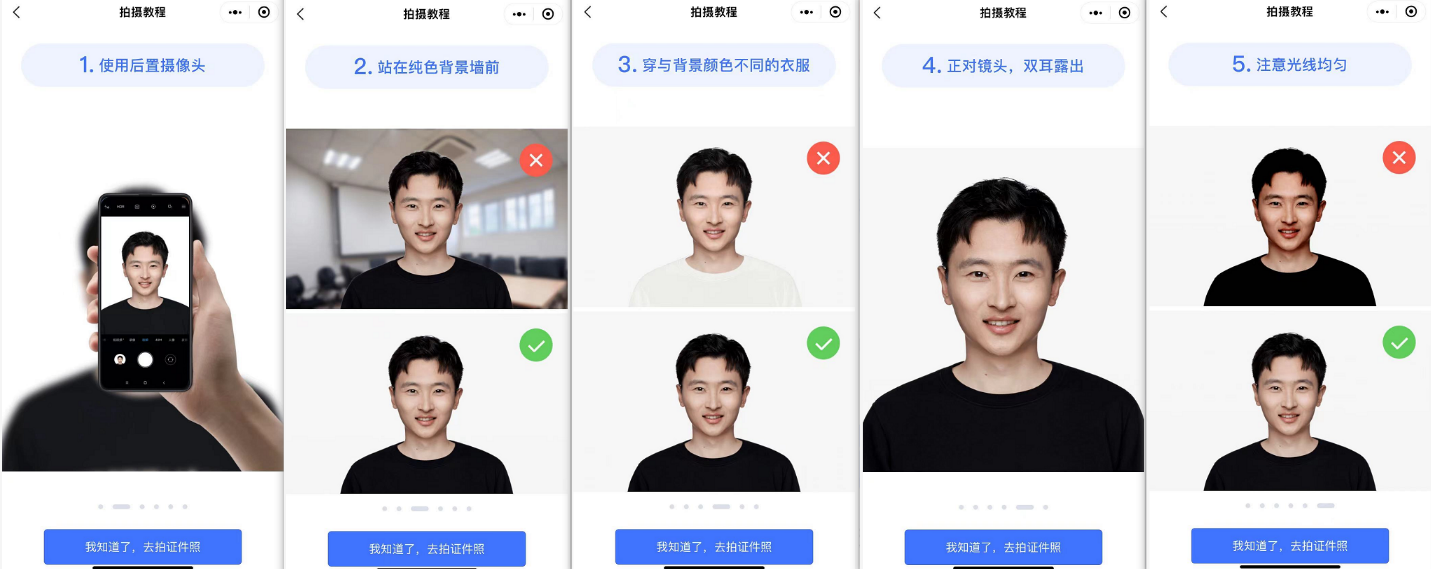 拍摄教程
1. 使用后置摄像头
我知道了，去拍证件照
拍摄教程
2. 站在纯色背景墙前
我知道了，去拍证件照
拍摄教程
3. 穿与背景颜色不同的衣服
我知道了，去拍证件照
拍摄教程
4. 正对镜头，双耳露出
我知道了，去拍证件照
拍摄教程
5. 注意光线均匀
我知道了，去拍证件照